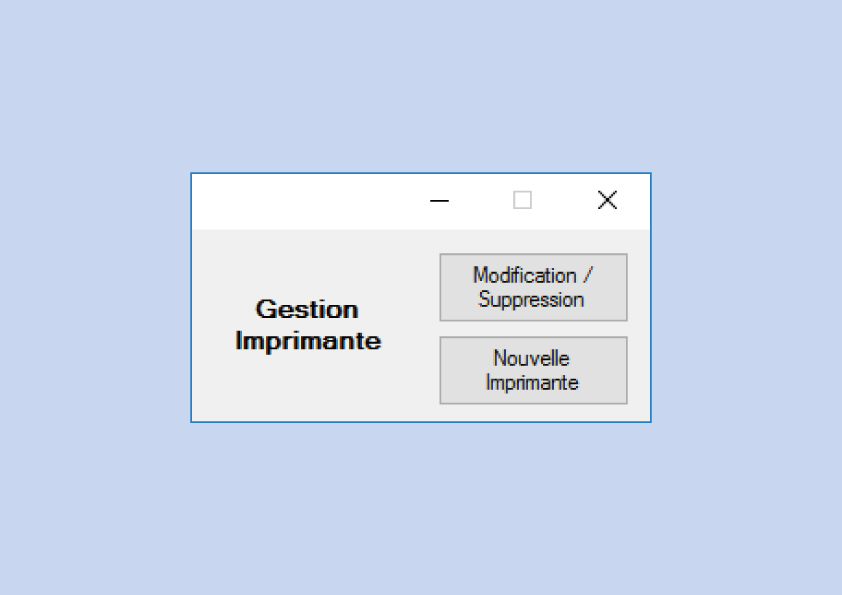 Gestion
Imprimante
Modification /
Suppression
Nouvelle
Imprimante